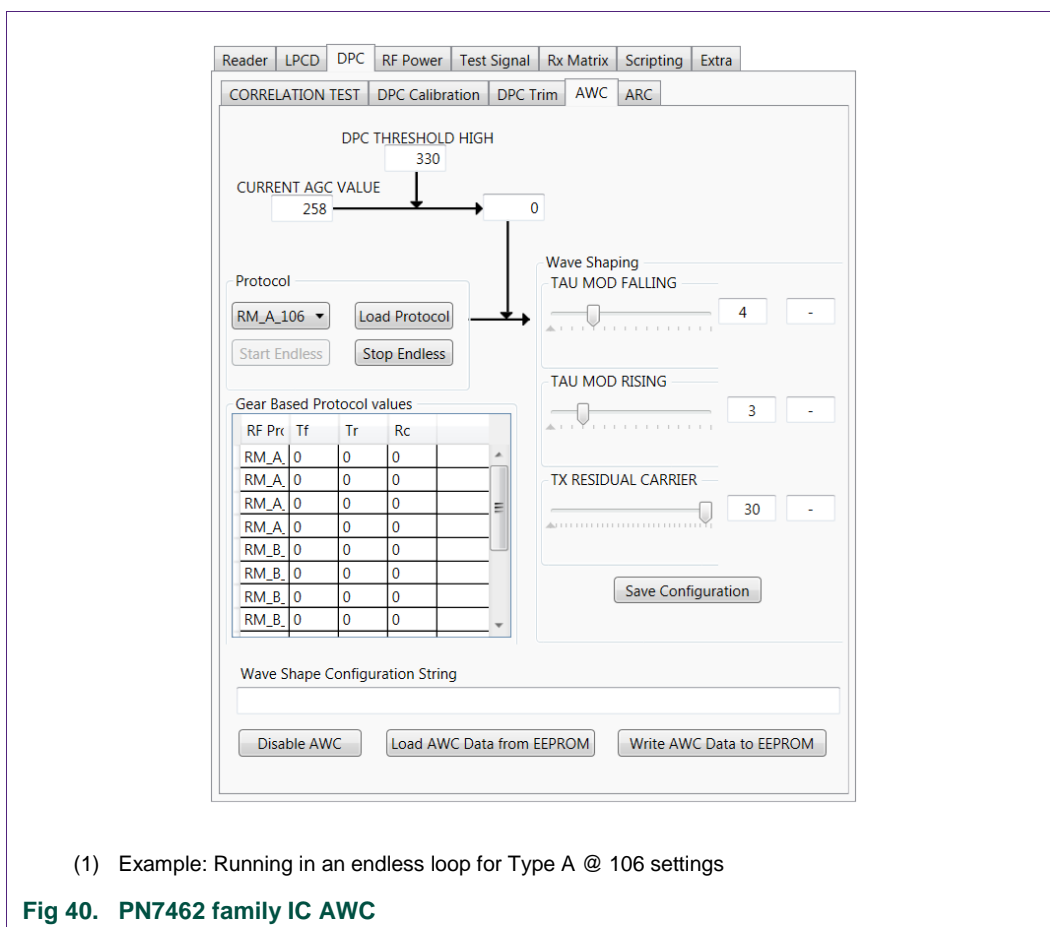 Reader LPCD DPC RF Power Test Signal Rx Matrix Scripting Extra
CORRELATION TEST DPC Calibration DPC Trim AWC ARC
DPC THRESHOLD HIGH
330
CURRENT AGC VALUE
258 0
Protocol
RM_A_106 Load Protocol
Start Endless Stop Endless
Gear Based Protocol values
RF Prc Tf Tr Rc
RM_A_ 0 0 0
RM_A_ 0 0 0
RM_A_ 0 0 0
RM_A_ 0 0 0
RM_B_ 0 0 0
RM_B_ 0 0 0
RM_B_ 0 0 0
RM_B_ 0 0 0
Wave Shaping
TAU MOD FALLING
4 -
TAU MOD RISING
3 -
TX RESIDUAL CARRIER
30 -
Save Configuration
Wave Shape Configuration String
Disable AWC Load AWC Data from EEPROM Write AWC Data to EEPROM
(1) Example: Running in an endless loop for Type A @ 106 settings
Fig 40. PN7462 family IC AWC